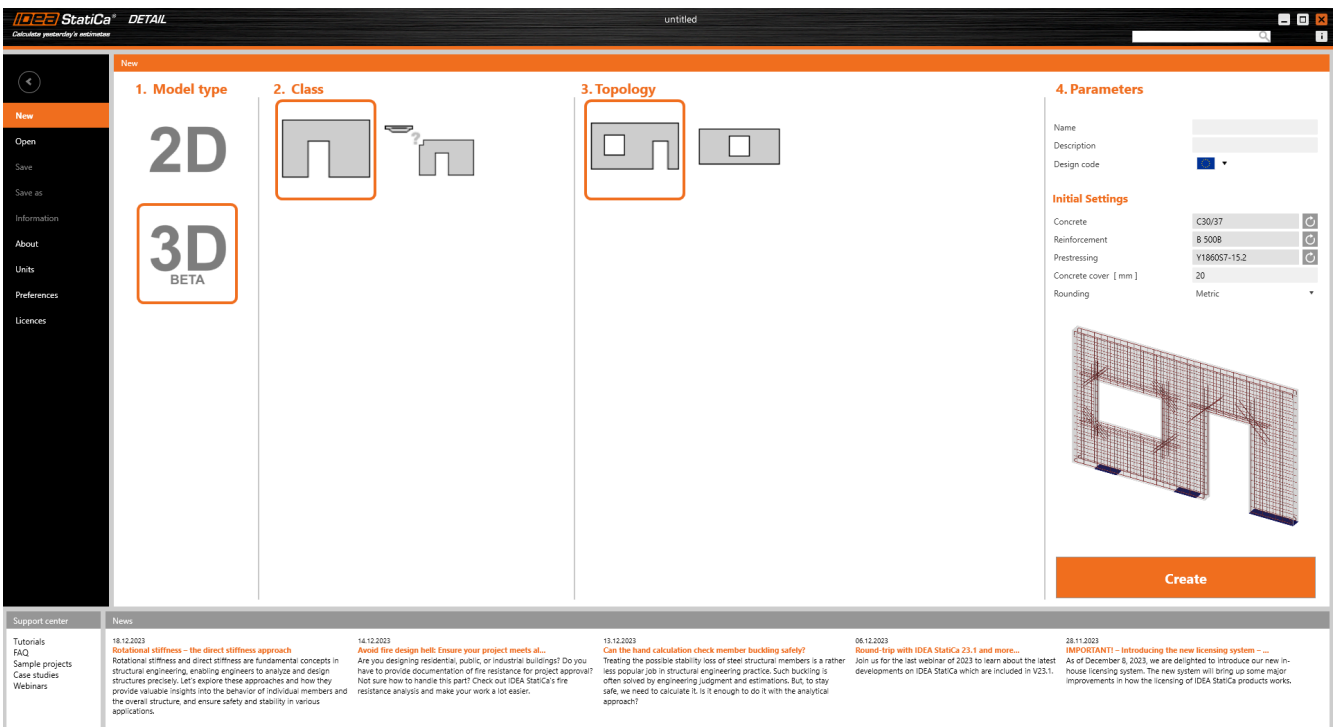 IDEA StatiCa® DETAIL
Calculate yesterday's estimates
untitled
New
Open
Save
Save as
Information
About
Units
Preferences
Licences
New
1. Model type
2D
3D
BETA
2. Class
?
3. Topology
4. Parameters
Name
Description
Design code
Initial Settings
Concrete C30/37
Reinforcement B 500B
Prestressing Y1860S7-15.2
Concrete cover [ mm ] 20
Rounding Metric
Create
Support center
Tutorials
FAQ
Sample projects
Case studies
Webinars
News
18.12.2023
Rotational stiffness – the direct stiffness approach
Rotational stiffness and direct stiffness are fundamental concepts in
structural engineering, enabling engineers to analyze and design
structures precisely. Let's explore these approaches and how they
provide valuable insights into the behavior of individual members and
the overall structure, and ensure safety and stability in various
applications.
14.12.2023
Avoid fire design hell: Ensure your project meets al...
Are you designing residential, public, or industrial buildings? Do you
have to provide documentation of fire resistance for project approval?
Not sure how to handle this part? Check out IDEA StatiCa's fire
resistance analysis and make your work a lot easier.
13.12.2023
Can the hand calculation check member buckling safely?
Treating the possible stability loss of steel structural members is a rather
less popular job in structural engineering practice. Such buckling is
often solved by engineering judgment and estimations. But, to stay
safe, we need to calculate it. Is it enough to do it with the analytical
approach?
06.12.2023
Round-trip with IDEA StatiCa 23.1 and more...
Join us for the last webinar of 2023 to learn about the latest
developments on IDEA StatiCa which are included in V23.1.
28.11.2023
IMPORTANT! – Introducing the new licensing system – ...
As of December 8, 2023, we are delighted to introduce our new in-
house licensing system. The new system will bring up some major
improvements in how the licensing of IDEA StatiCa products works.